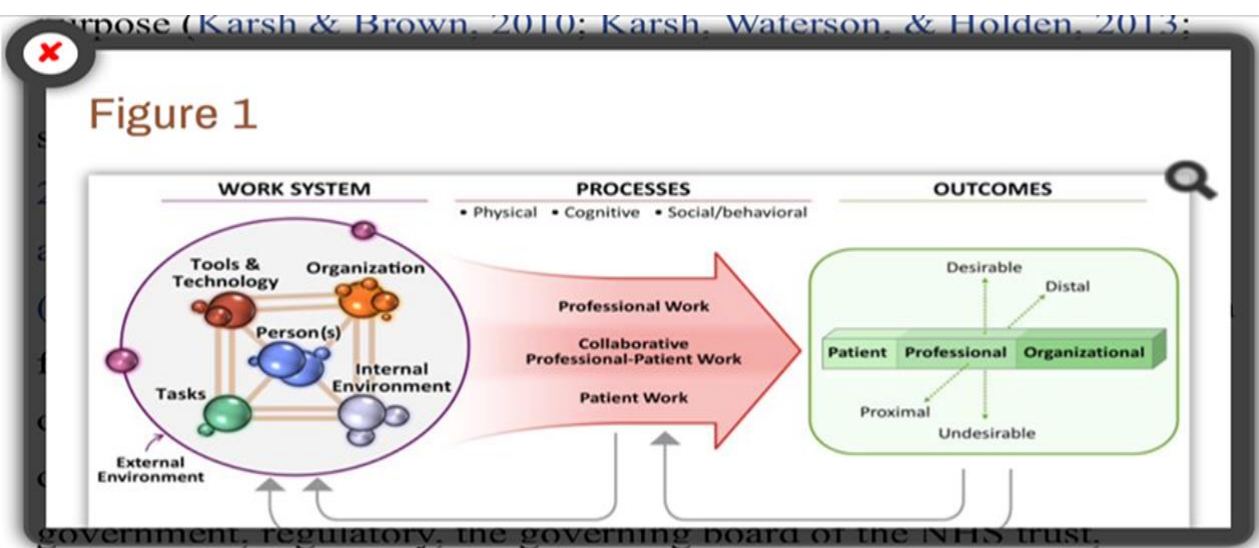 purpose (Karsh & Brown, 2010; Karsh, Waterson, & Holden, 2013;
Figure 1
WORK SYSTEM
PROCESSES
OUTCOMES
• Physical • Cognitive • Social/behavioral
Tools &
Technology
Organization
Person(s)
Internal
Environment
Tasks
External
Environment
Professional Work
Collaborative
Professional-Patient Work
Patient Work
Desirable
Distal
Patient
Professional
Organizational
Proximal
Undesirable
government, regulatory, the governing board of the NHS trust,